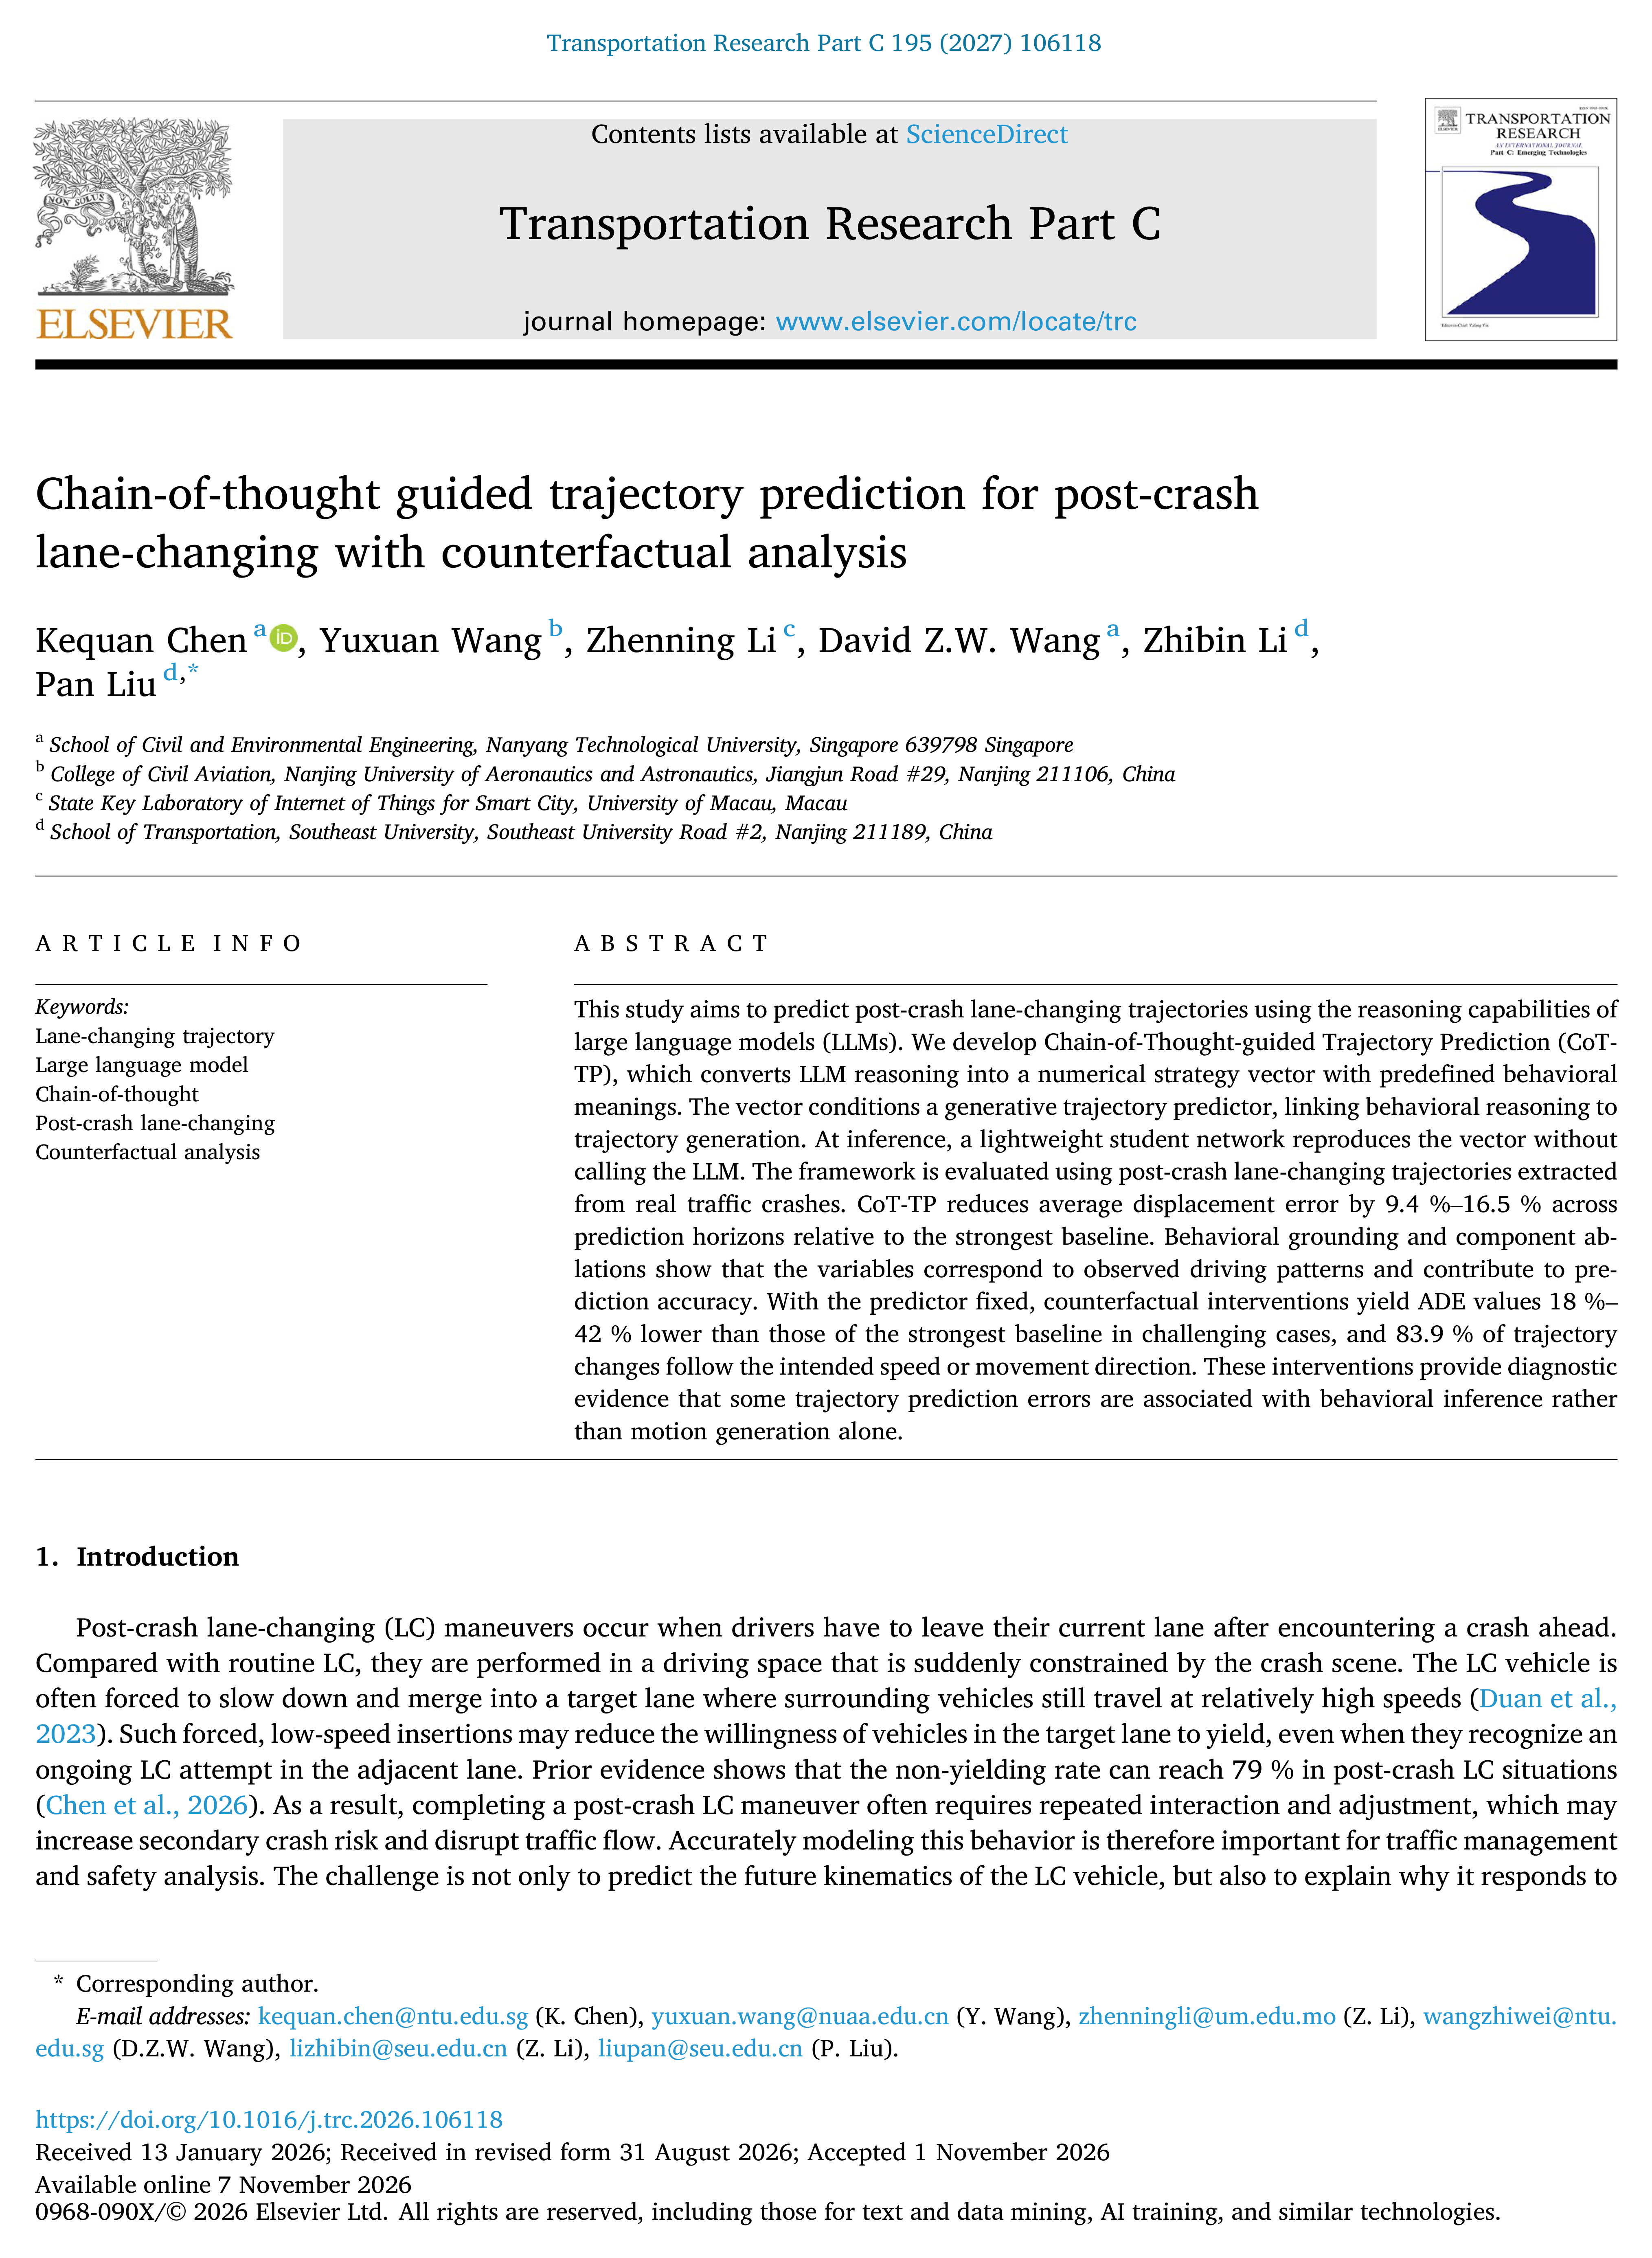 Transportation Research Part C 195 (2027) 106118
NON SOLUS
ELSEVIER
Contents lists available at ScienceDirect
Transportation Research Part C
journal homepage: www.elsevier.com/locate/trc
TRANSPORTATION
RESEARCH
AN INTERNATIONAL JOURNAL
Part C: Emerging Technologies
Chain-of-thought guided trajectory prediction for post-crash
lane-changing with counterfactual analysis
Kequan Chen a iD, Yuxuan Wang b, Zhenning Li c, David Z.W. Wang a, Zhibin Li d,
Pan Liu d,*
a School of Civil and Environmental Engineering, Nanyang Technological University, Singapore 639798 Singapore
b College of Civil Aviation, Nanjing University of Aeronautics and Astronautics, Jiangjun Road #29, Nanjing 211106, China
c State Key Laboratory of Internet of Things for Smart City, University of Macau, Macau
d School of Transportation, Southeast University, Southeast University Road #2, Nanjing 211189, China
ARTICLE INFO
Keywords:
Lane-changing trajectory
Large language model
Chain-of-thought
Post-crash lane-changing
Counterfactual analysis
ABSTRACT
This study aims to predict post-crash lane-changing trajectories using the reasoning capabilities of
large language models (LLMs). We develop Chain-of-Thought-guided Trajectory Prediction (CoT-
TP), which converts LLM reasoning into a numerical strategy vector with predefined behavioral
meanings. The vector conditions a generative trajectory predictor, linking behavioral reasoning to
trajectory generation. At inference, a lightweight student network reproduces the vector without
calling the LLM. The framework is evaluated using post-crash lane-changing trajectories extracted
from real traffic crashes. CoT-TP reduces average displacement error by 9.4 %–16.5 % across
prediction horizons relative to the strongest baseline. Behavioral grounding and component ab-
lations show that the variables correspond to observed driving patterns and contribute to pre-
diction accuracy. With the predictor fixed, counterfactual interventions yield ADE values 18 %–
42 % lower than those of the strongest baseline in challenging cases, and 83.9 % of trajectory
changes follow the intended speed or movement direction. These interventions provide diagnostic
evidence that some trajectory prediction errors are associated with behavioral inference rather
than motion generation alone.
1. Introduction
Post-crash lane-changing (LC) maneuvers occur when drivers have to leave their current lane after encountering a crash ahead.
Compared with routine LC, they are performed in a driving space that is suddenly constrained by the crash scene. The LC vehicle is
often forced to slow down and merge into a target lane where surrounding vehicles still travel at relatively high speeds (Duan et al.,
2023). Such forced, low-speed insertions may reduce the willingness of vehicles in the target lane to yield, even when they recognize an
ongoing LC attempt in the adjacent lane. Prior evidence shows that the non-yielding rate can reach 79 % in post-crash LC situations
(Chen et al., 2026). As a result, completing a post-crash LC maneuver often requires repeated interaction and adjustment, which may
increase secondary crash risk and disrupt traffic flow. Accurately modeling this behavior is therefore important for traffic management
and safety analysis. The challenge is not only to predict the future kinematics of the LC vehicle, but also to explain why it responds to
* Corresponding author.
E-mail addresses: kequan.chen@ntu.edu.sg (K. Chen), yuxuan.wang@nuaa.edu.cn (Y. Wang), zhenningli@um.edu.mo (Z. Li), wangzhiwei@ntu.
edu.sg (D.Z.W. Wang), lizhibin@seu.edu.cn (Z. Li), liupan@seu.edu.cn (P. Liu).
https://doi.org/10.1016/j.trc.2026.106118
Received 13 January 2026; Received in revised form 31 August 2026; Accepted 1 November 2026
Available online 7 November 2026
0968-090X/© 2026 Elsevier Ltd. All rights are reserved, including those for text and data mining, AI training, and similar technologies.